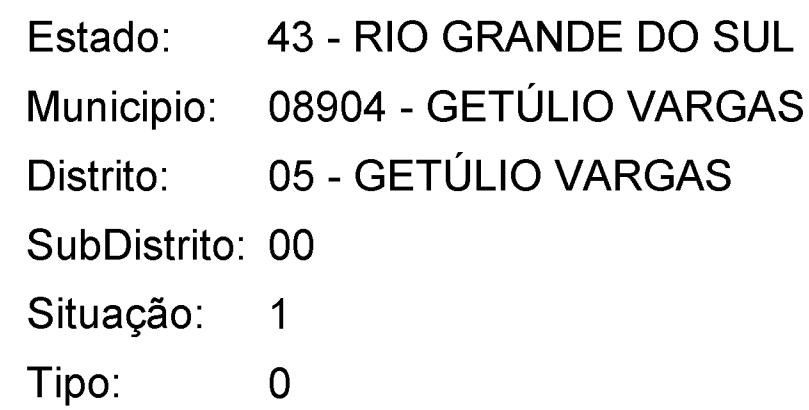 Estado: 43 - RIO GRANDE DO SUL
Municipio: 08904 - GETÚLIO VARGAS
Distrito: 05 - GETÚLIO VARGAS
SubDistrito: 00
Situação: 1
Tipo: 0